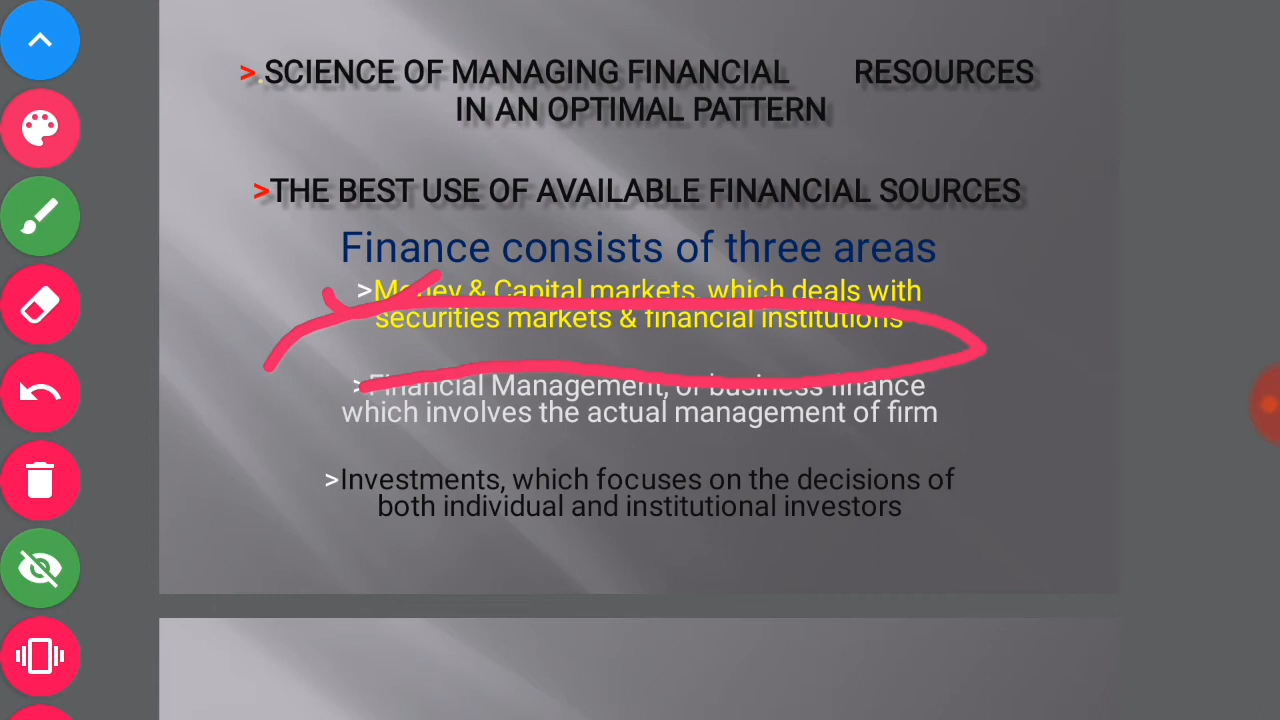 >.SCIENCE OF MANAGING FINANCIAL RESOURCES
IN AN OPTIMAL PATTERN
>THE BEST USE OF AVAILABLE FINANCIAL SOURCES
Finance consists of three areas
>Money & Capital markets, which deals with
securities markets & financial institutions
>Financial Management, or business finance
which involves the actual management of firm
>Investments, which focuses on the decisions of
both individual and institutional investors